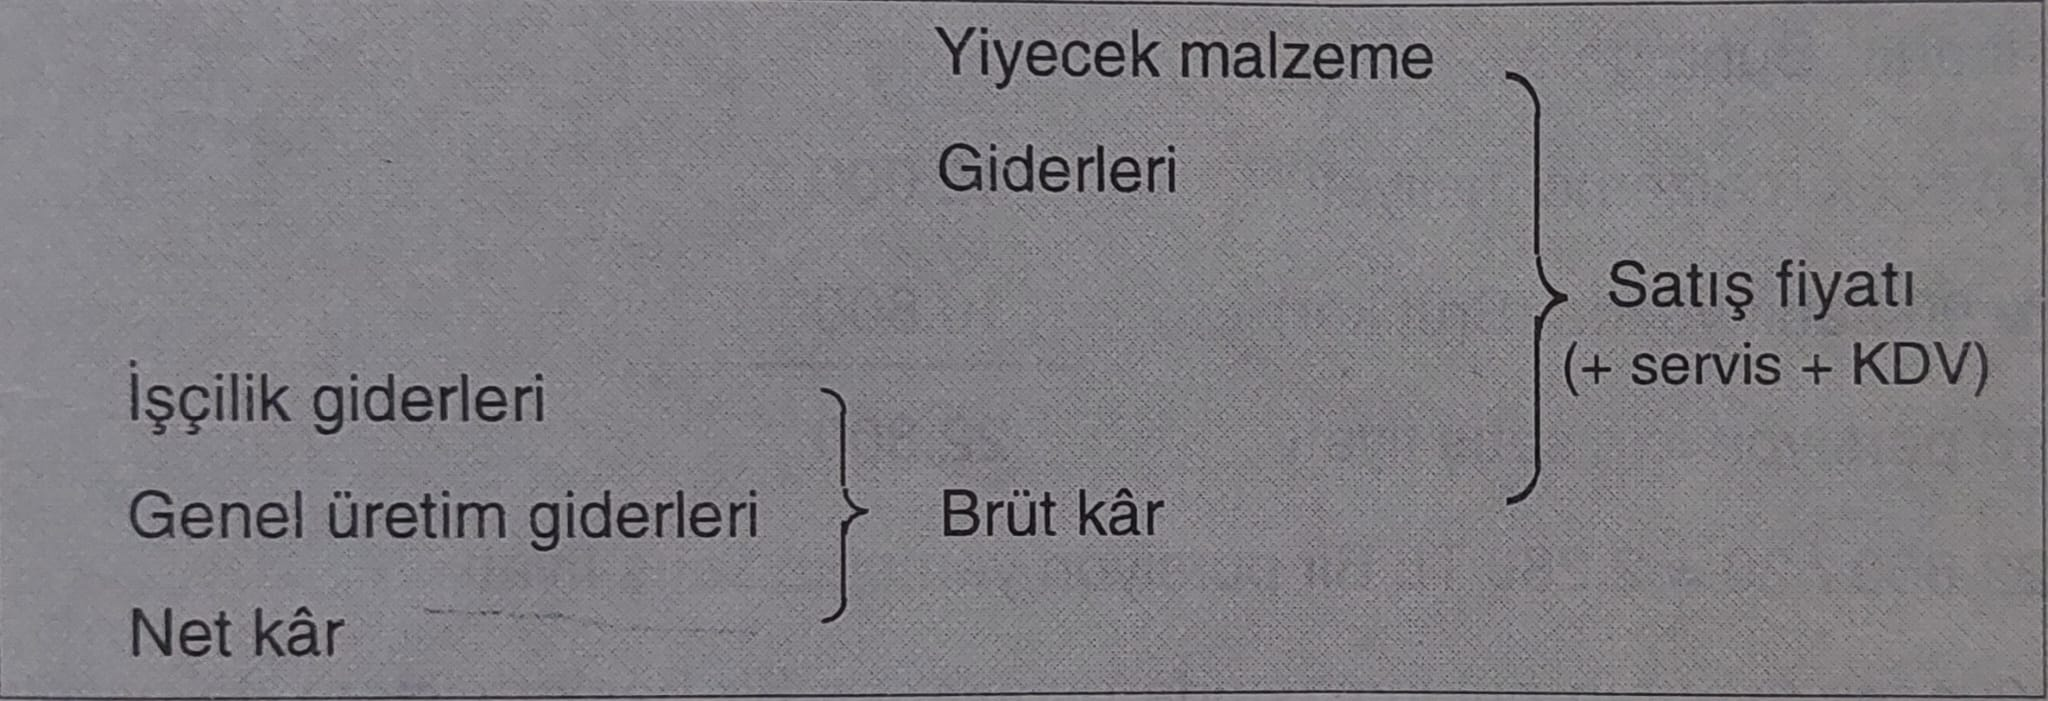 Yiyecek malzeme
Giderleri
Satış fiyatı
(+ servis + KDV)
İşçilik giderleri
Genel üretim giderleri
Brüt kâr
Net kâr